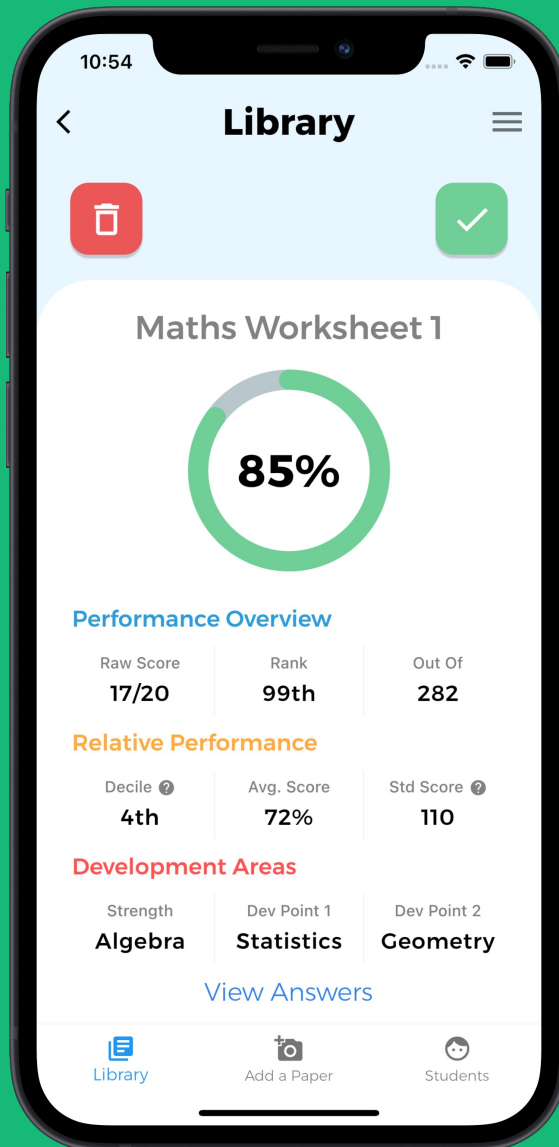 10:54
Library
Maths Worksheet 1
85%
Performance Overview
Raw Score Rank Out Of
17/20 99th 282
Relative Performance
Decile ? Avg. Score Std Score ?
4th 72% 110
Development Areas
Strength Dev Point 1 Dev Point 2
Algebra Statistics Geometry
View Answers
Library Add a Paper Students